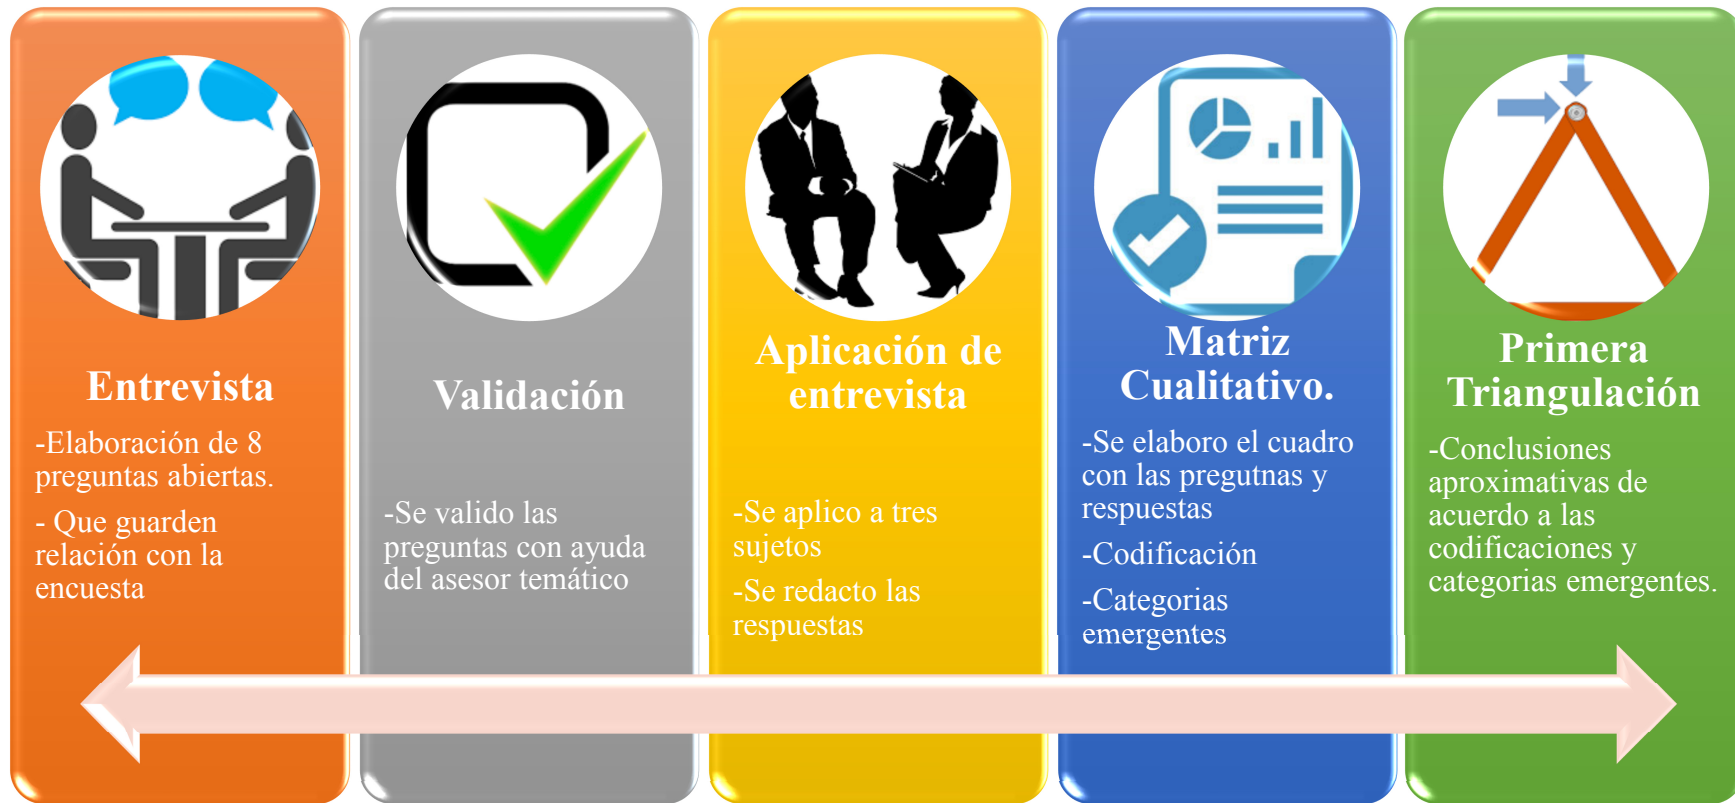 Entrevista
-Elaboración de 8
preguntas abiertas.
- Que guarden
relación con la
encuesta
Validación
-Se valido las
preguntas con ayuda
del asesor temático
Aplicación de
entrevista
-Se aplico a tres
sujetos
-Se redacto las
respuestas
Matriz
Cualitativo.
-Se elaboro el cuadro
con las pregutnas y
respuestas
-Codificación
-Categorias
emergentes
Primera
Triangulación
-Conclusiones
aproximativas de
acuerdo a las
codificaciones y
categorias emergentes.